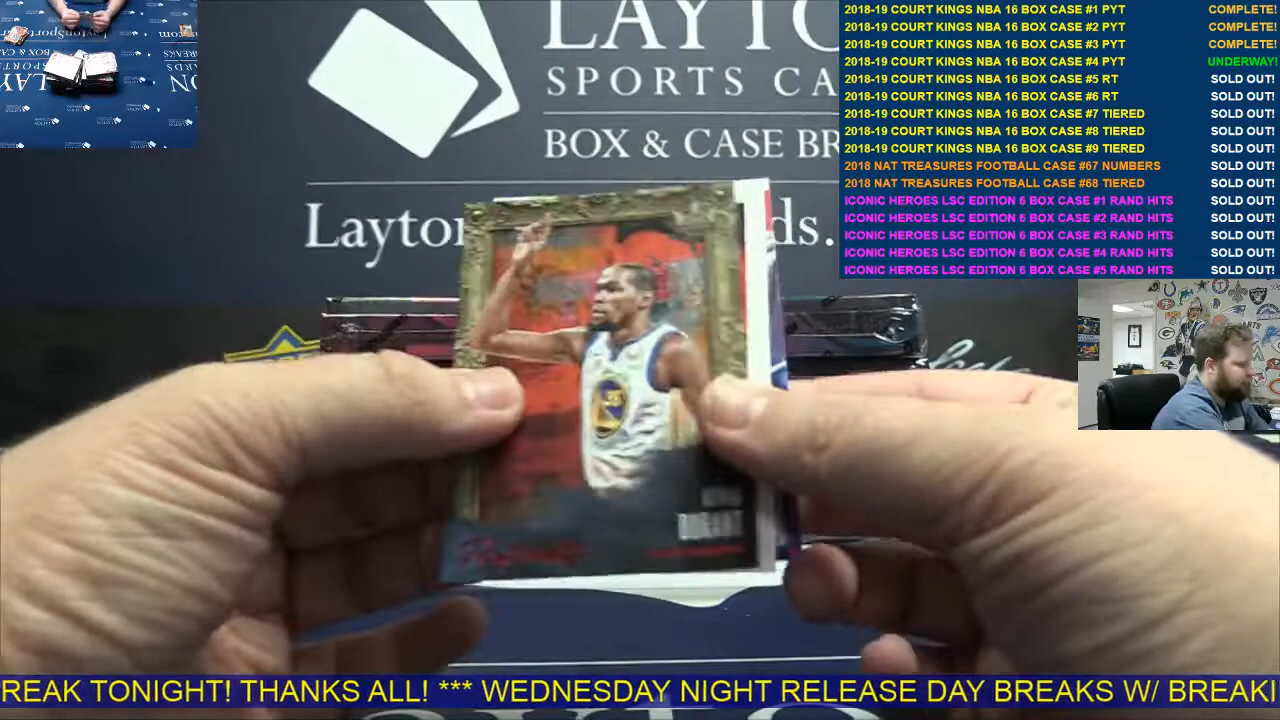 LAYTO
SPORTS CA
BOX & CASE BR
Layton
ds.
2018-19 COURT KINGS NBA 16 BOX CASE #1 PYT COMPLETE!
2018-19 COURT KINGS NBA 16 BOX CASE #2 PYT COMPLETE!
2018-19 COURT KINGS NBA 16 BOX CASE #3 PYT COMPLETE!
2018-19 COURT KINGS NBA 16 BOX CASE #4 PYT UNDERWAY!
2018-19 COURT KINGS NBA 16 BOX CASE #5 RT SOLD OUT!
2018-19 COURT KINGS NBA 16 BOX CASE #6 RT SOLD OUT!
2018-19 COURT KINGS NBA 16 BOX CASE #7 TIERED SOLD OUT!
2018-19 COURT KINGS NBA 16 BOX CASE #8 TIERED SOLD OUT!
2018-19 COURT KINGS NBA 16 BOX CASE #9 TIERED SOLD OUT!
2018 NAT TREASURES FOOTBALL CASE #67 NUMBERS SOLD OUT!
2018 NAT TREASURES FOOTBALL CASE #68 TIERED SOLD OUT!
ICONIC HEROES LSC EDITION 6 BOX CASE #1 RAND HITS SOLD OUT!
ICONIC HEROES LSC EDITION 6 BOX CASE #2 RAND HITS SOLD OUT!
ICONIC HEROES LSC EDITION 6 BOX CASE #3 RAND HITS SOLD OUT!
ICONIC HEROES LSC EDITION 6 BOX CASE #4 RAND HITS SOLD OUT!
ICONIC HEROES LSC EDITION 6 BOX CASE #5 RAND HITS SOLD OUT!
DURANT
REAK TONIGHT! THANKS ALL! *** WEDNESDAY NIGHT RELEASE DAY BREAKS W/ BREAKI